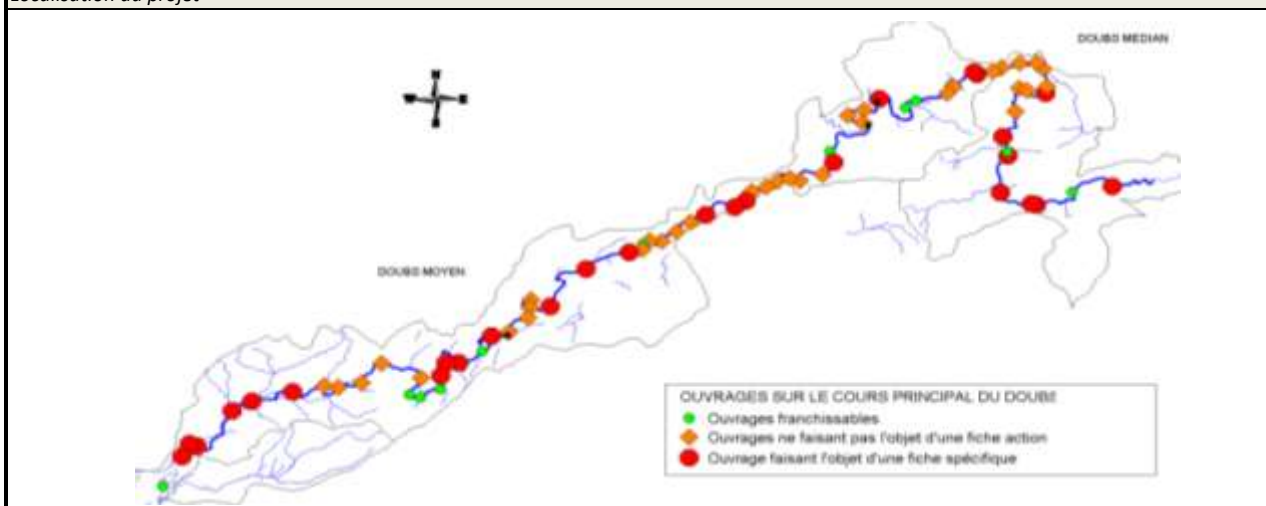 Localisation du projet
DOUBS MEDIAN
N
W E
S
DOUBS MOYEN
OUVRAGES SUR LE COURS PRINCIPAL DU DOUBS
Ouvrages franchissables
Ouvrages ne faisant pas l'objet d'une fiche action
Ouvrage faisant l'objet d'une fiche spécifique